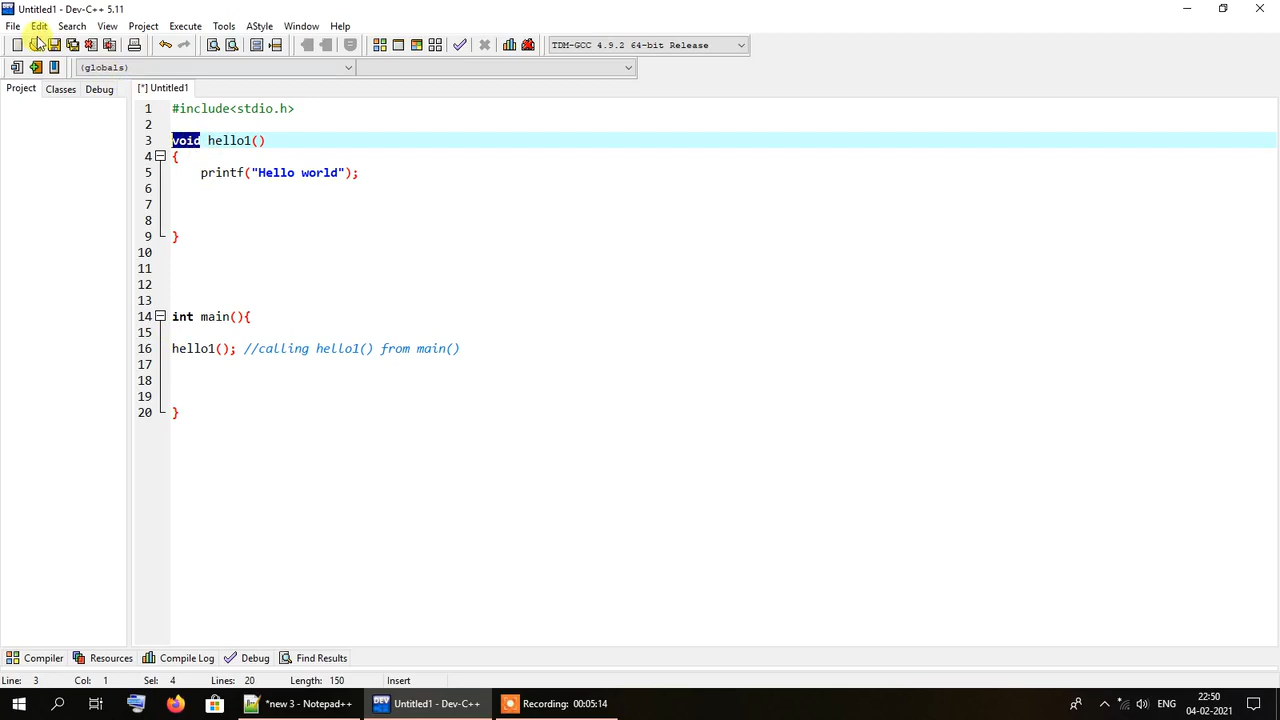 Untitled1 - Dev-C++ 5.11
File Edit Search View Project Execute Tools AStyle Window Help
TDM-GCC 4.9.2 64-bit Release
(globals)
Project Classes Debug [*] Untitled1
1 #include<stdio.h>
2
3 void hello1()
4 {
5 printf("Hello world");
6
7
8
9 }
10
11
12
13
14 int main(){
15
16 hello1(); //calling hello1() from main()
17
18
19
20 }
Compiler Resources Compile Log Debug Find Results
Line: 3 Col: 1 Sel: 4 Lines: 20 Length: 150 Insert
DEV C++ *new 3 - Notepad++ Untitled1 - Dev-C++ Recording: 00:05:14 ENG 22:50
04-02-2021